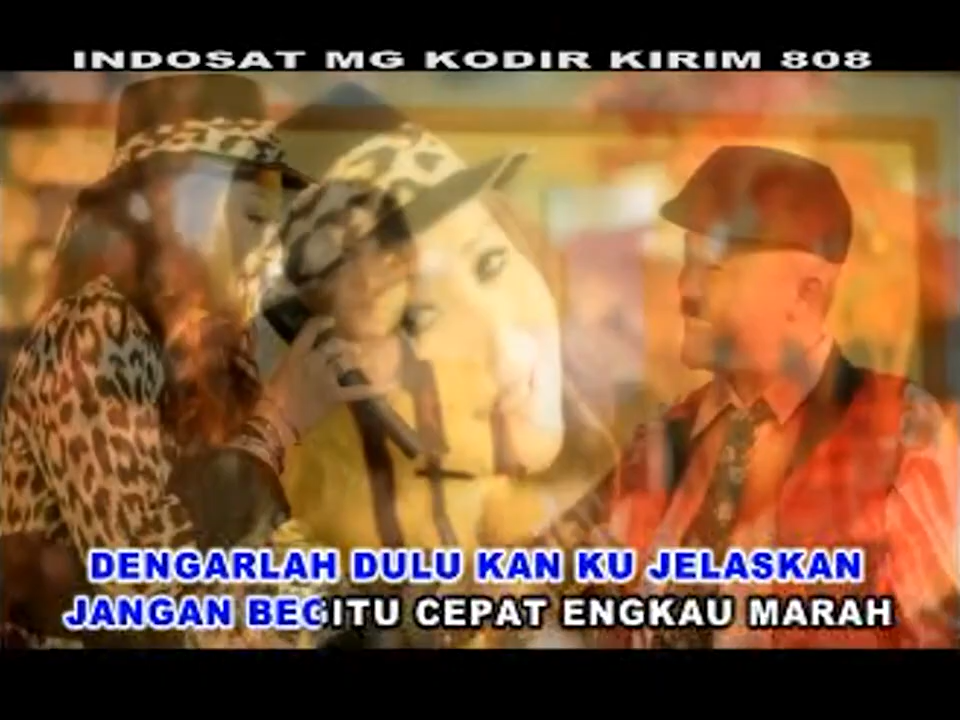 INDOSAT MG KODIR KIRIM 808
DENGARLAH DULU KAN KU JELASKAN
JANGAN BEGITU CEPAT ENGKAU MARAH